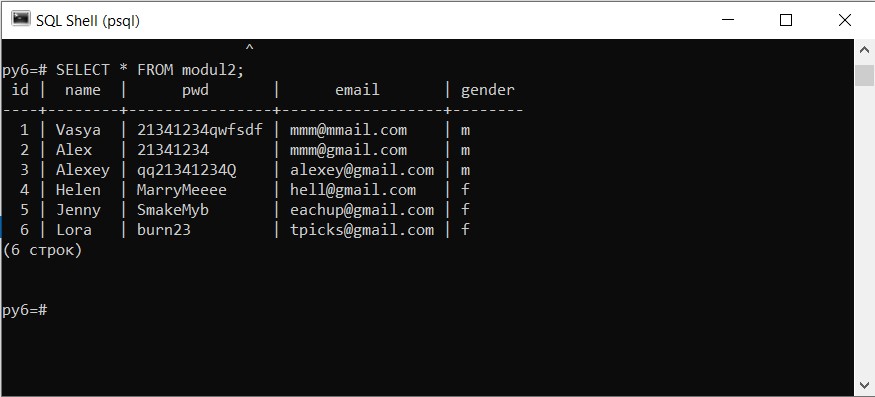 SQL Shell (psql)
^
py6=# SELECT * FROM modul2;
 id |  name  |      pwd       |      email       | gender
----+--------+----------------+------------------+--------
  1 | Vasya  | 21341234qwfsdf | mmm@mmail.com    | m
  2 | Alex   | 21341234       | mmm@gmail.com    | m
  3 | Alexey | qq21341234Q    | alexey@gmail.com | m
  4 | Helen  | MarryMeeee     | hell@gmail.com   | f
  5 | Jenny  | SmakeMyb       | eachup@gmail.com | f
  6 | Lora   | burn23         | tpicks@gmail.com | f
(6 строк)
py6=#